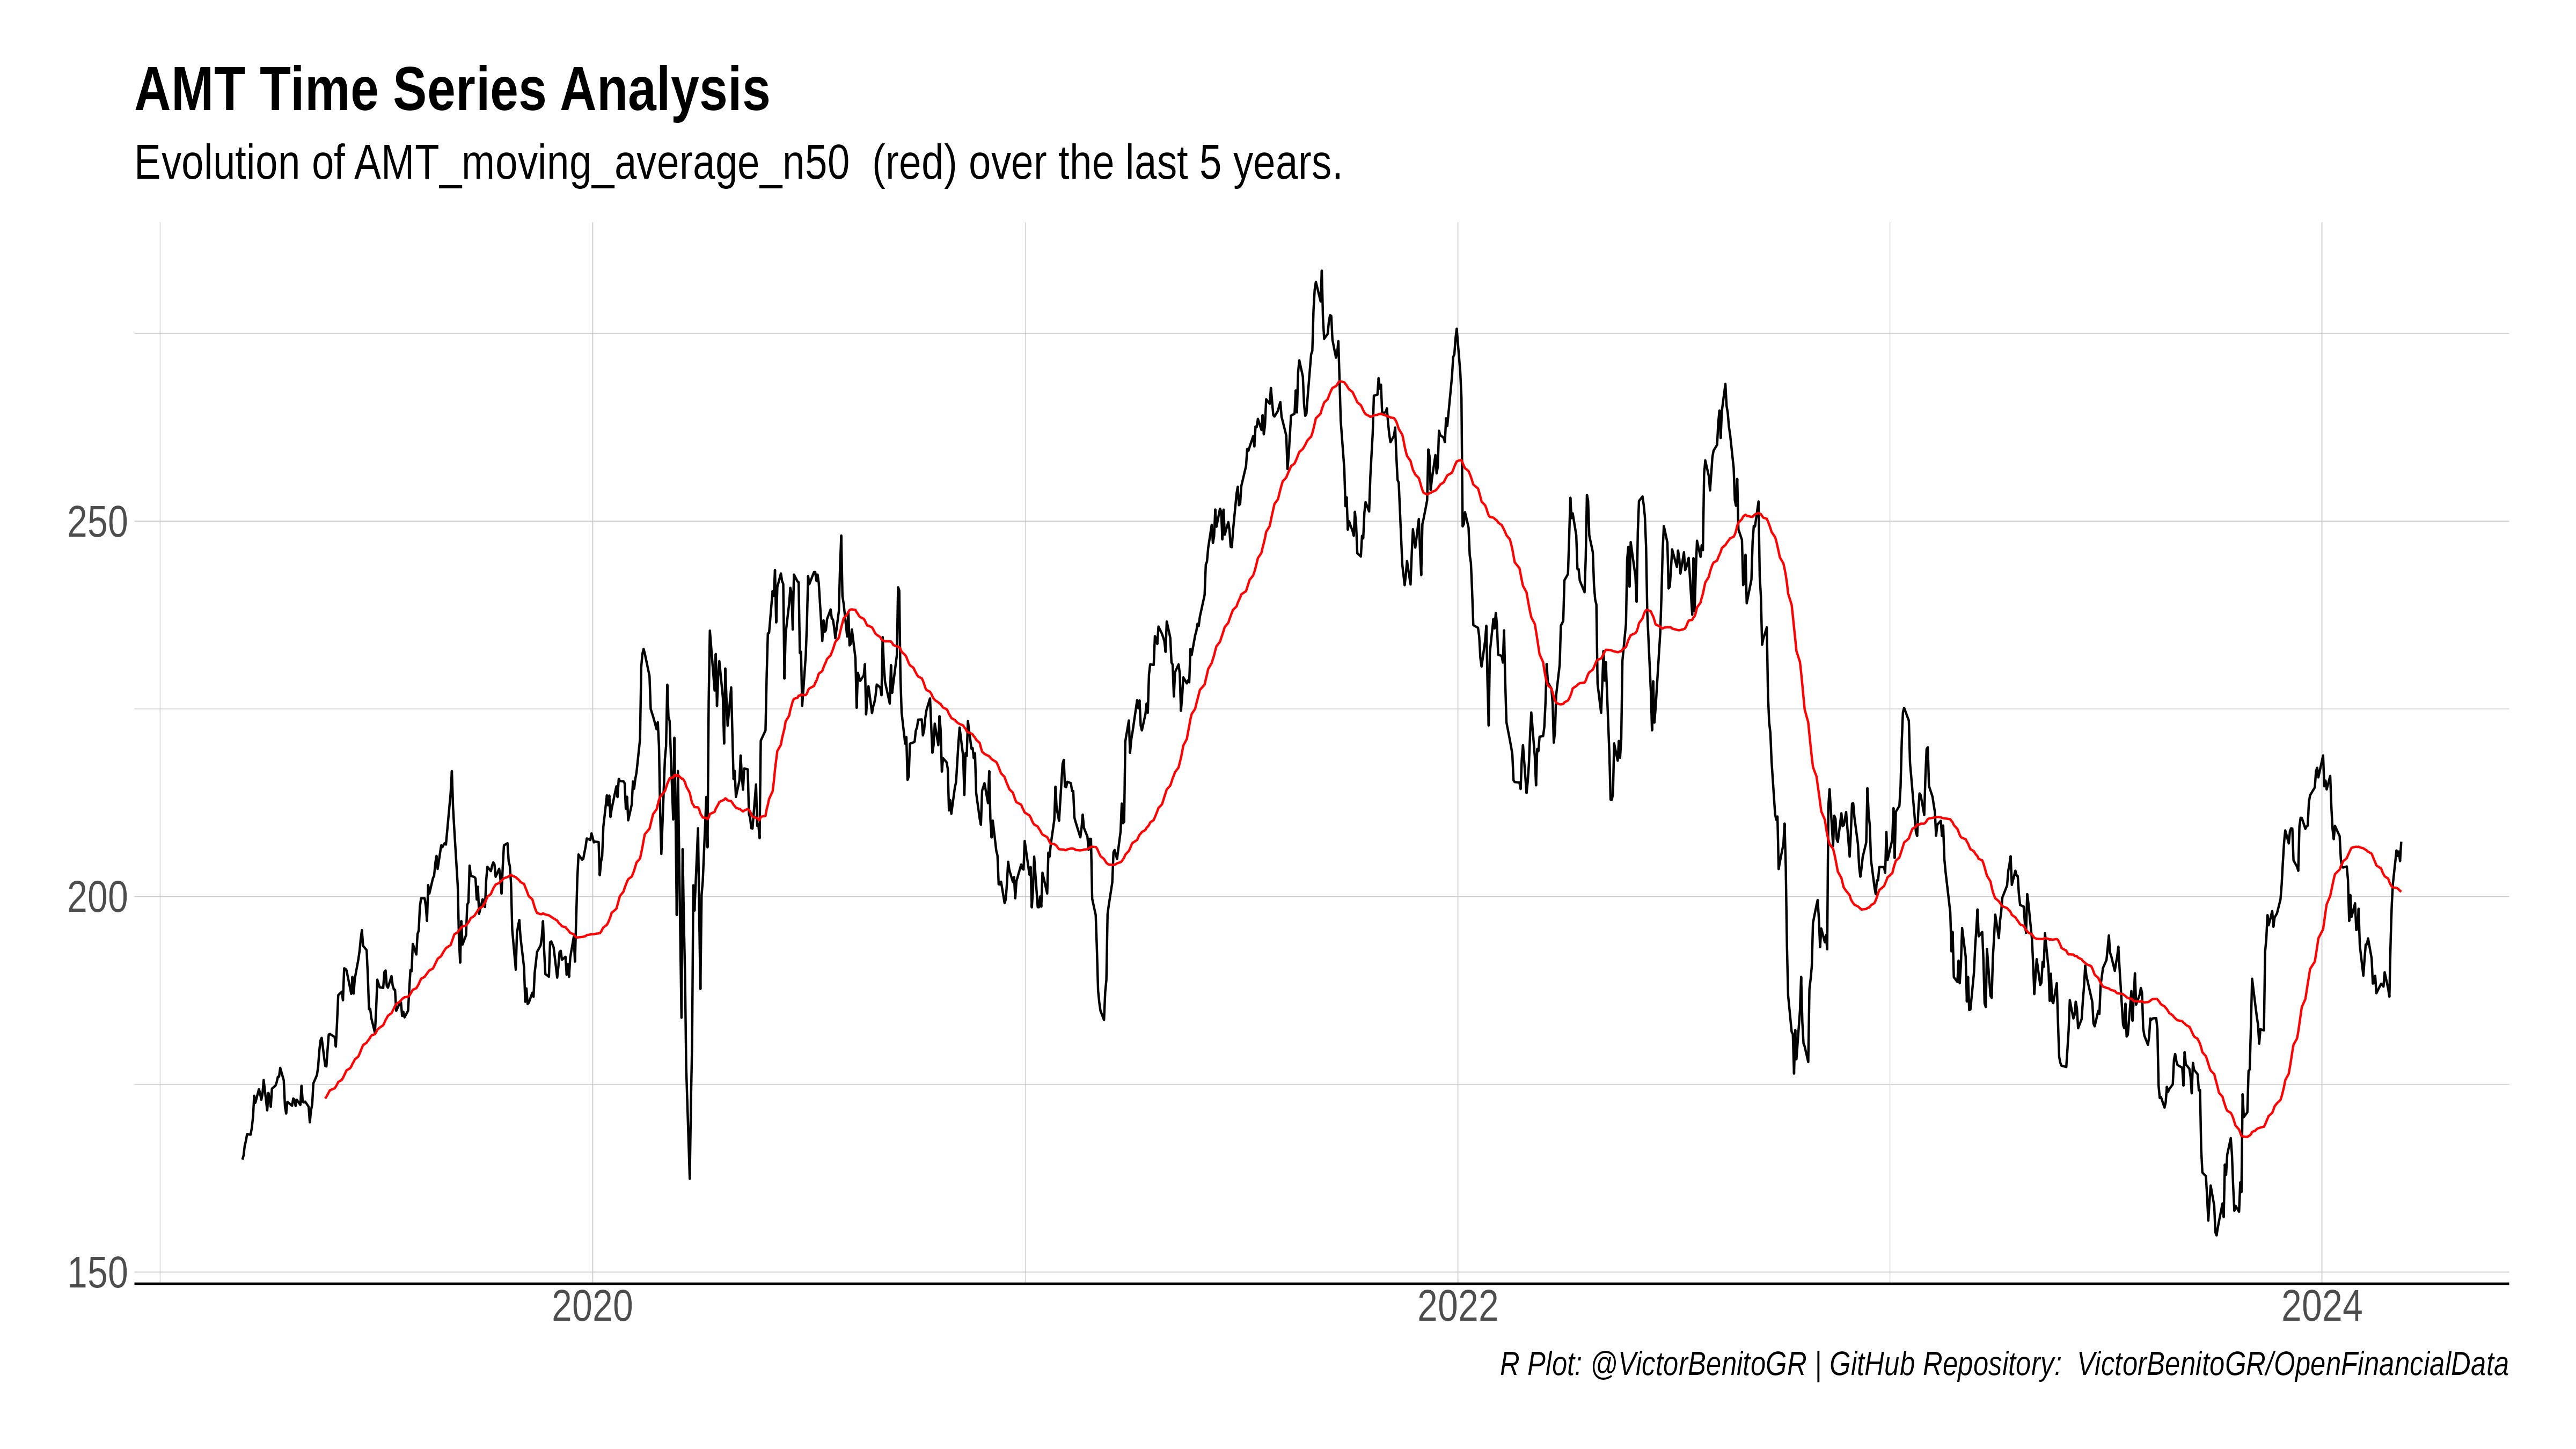 AMT Time Series Analysis
Evolution of AMT_moving_average_n50  (red) over the last 5 years.
250
200
150
2020 2022 2024
R Plot: @VictorBenitoGR | GitHub Repository:  VictorBenitoGR/OpenFinancialData